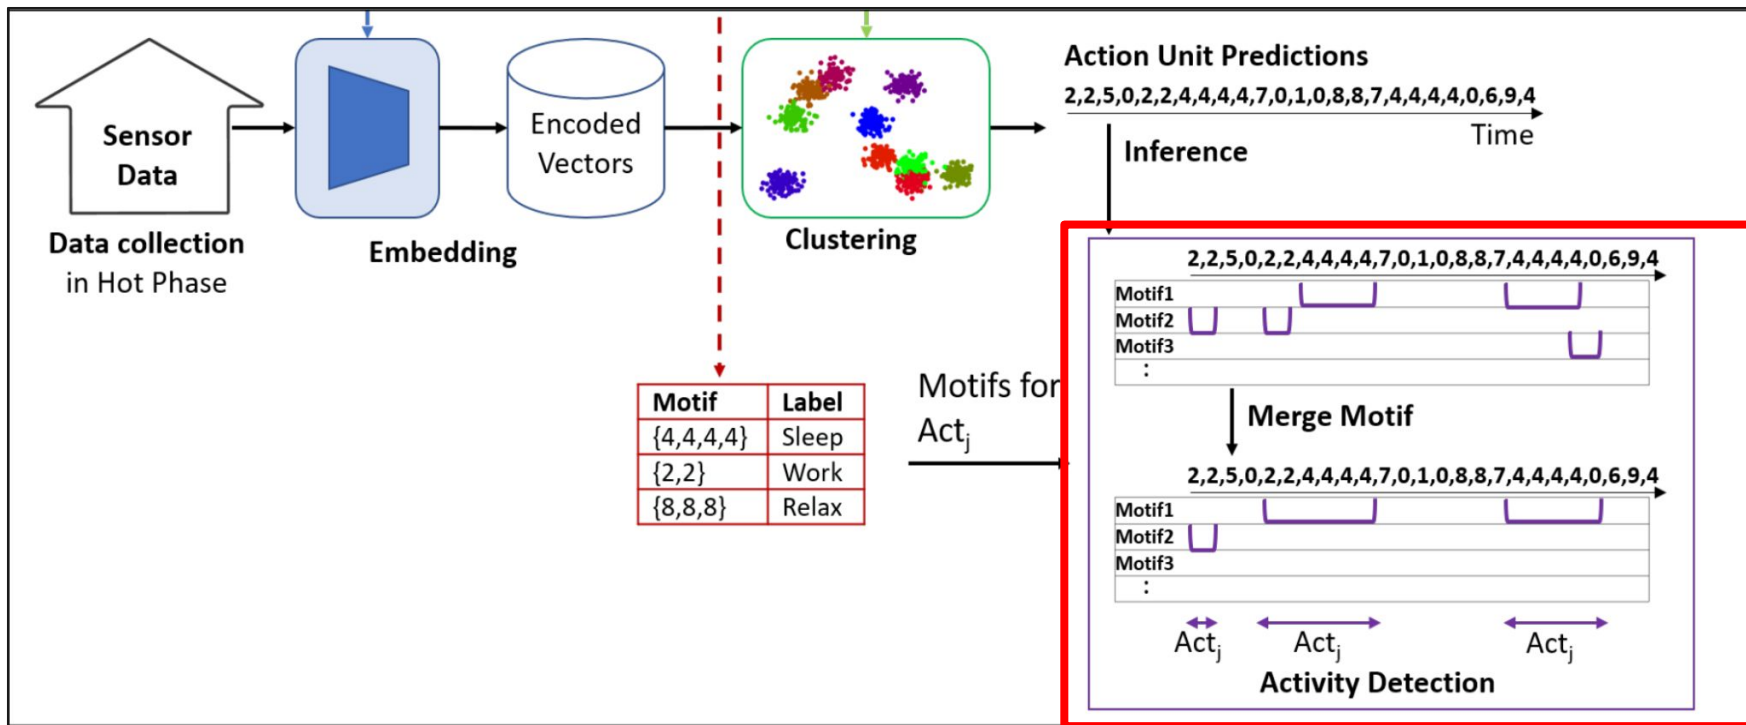 Sensor
Data
Data collection
in Hot Phase
Embedding
Encoded
Vectors
Clustering
Action Unit Predictions
2,2,5,0,2,2,4,4,4,4,7,0,1,0,8,8,7,4,4,4,4,0,6,9,4
Time
Inference
Motif Label
{4,4,4,4} Sleep
{2,2} Work
{8,8,8} Relax
Motifs for
Actj
2,2,5,0,2,2,4,4,4,4,7,0,1,0,8,8,7,4,4,4,4,0,6,9,4
Motif1
Motif2
Motif3
:
Merge Motif
2,2,5,0,2,2,4,4,4,4,7,0,1,0,8,8,7,4,4,4,4,0,6,9,4
Motif1
Motif2
Motif3
:
Actj Actj Actj
Activity Detection